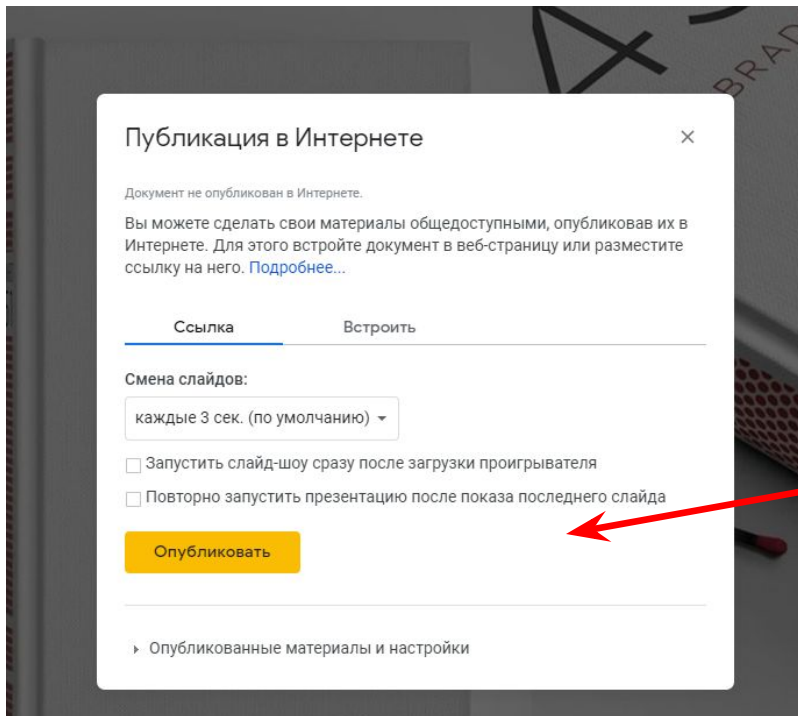 BRAD
Публикация в Интернете
Документ не опубликован в Интернете.
Вы можете сделать свои материалы общедоступными, опубликовав их в
Интернете. Для этого встройте документ в веб-страницу или разместите
ссылку на него. Подробнее...
Ссылка Встроить
Смена слайдов:
каждые 3 сек. (по умолчанию)
Запустить слайд-шоу сразу после загрузки проигрывателя
Повторно запустить презентацию после показа последнего слайда
Опубликовать
Опубликованные материалы и настройки